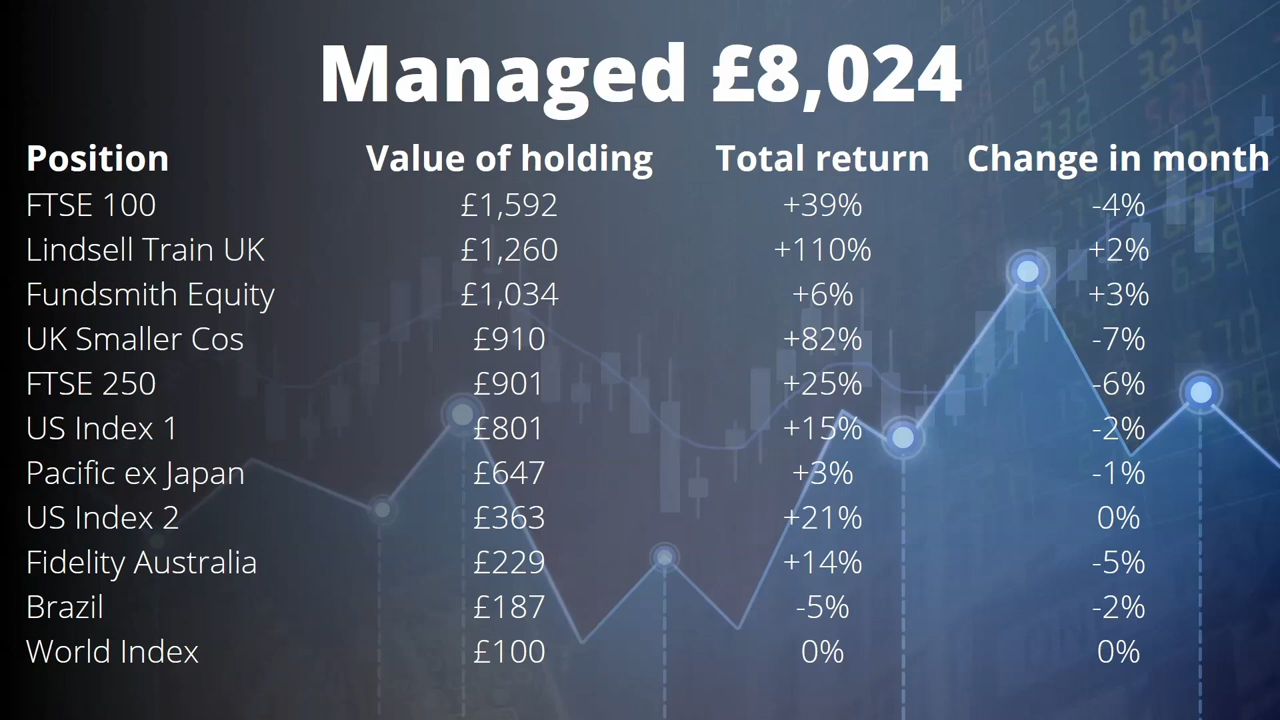 Managed £8,024
Position Value of holding Total return Change in month
FTSE 100 £1,592 +39% -4%
Lindsell Train UK £1,260 +110% +2%
Fundsmith Equity £1,034 +6% +3%
UK Smaller Cos £910 +82% -7%
FTSE 250 £901 +25% -6%
US Index 1 £801 +15% -2%
Pacific ex Japan £647 +3% -1%
US Index 2 £363 +21% 0%
Fidelity Australia £229 +14% -5%
Brazil £187 -5% -2%
World Index £100 0% 0%